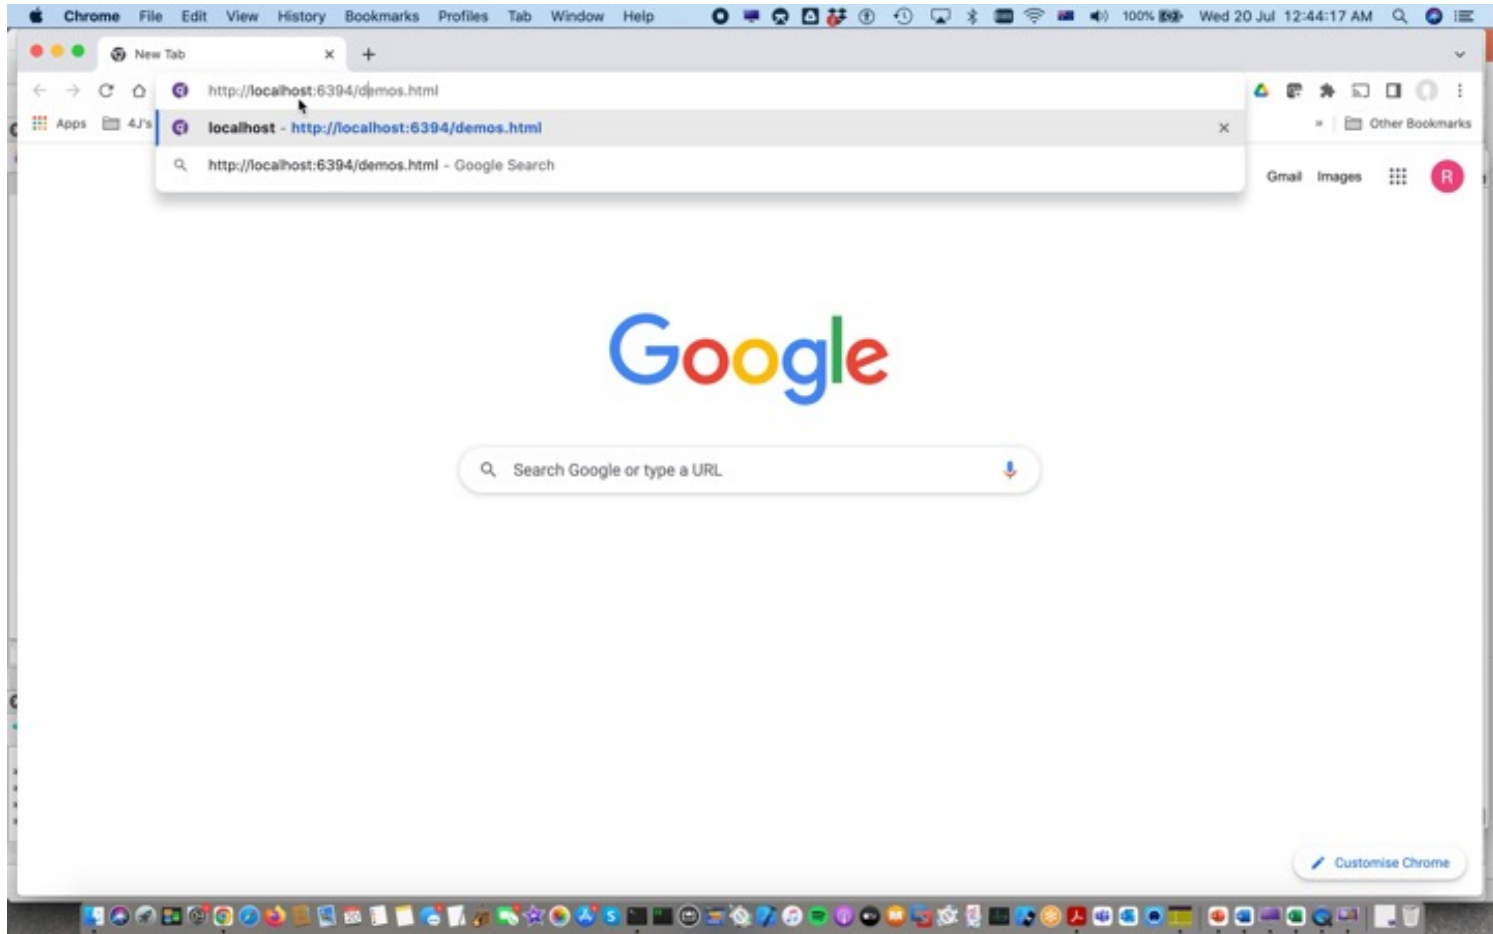 Chrome File Edit View History Bookmarks Profiles Tab Window Help 100% Wed 20 Jul 12:44:17 AM
New Tab
http://localhost:6394/demos.html
Apps 4J's Other Bookmarks
localhost - http://localhost:6394/demos.html
http://localhost:6394/demos.html - Google Search
Gmail Images R
Google
Search Google or type a URL
Customise Chrome